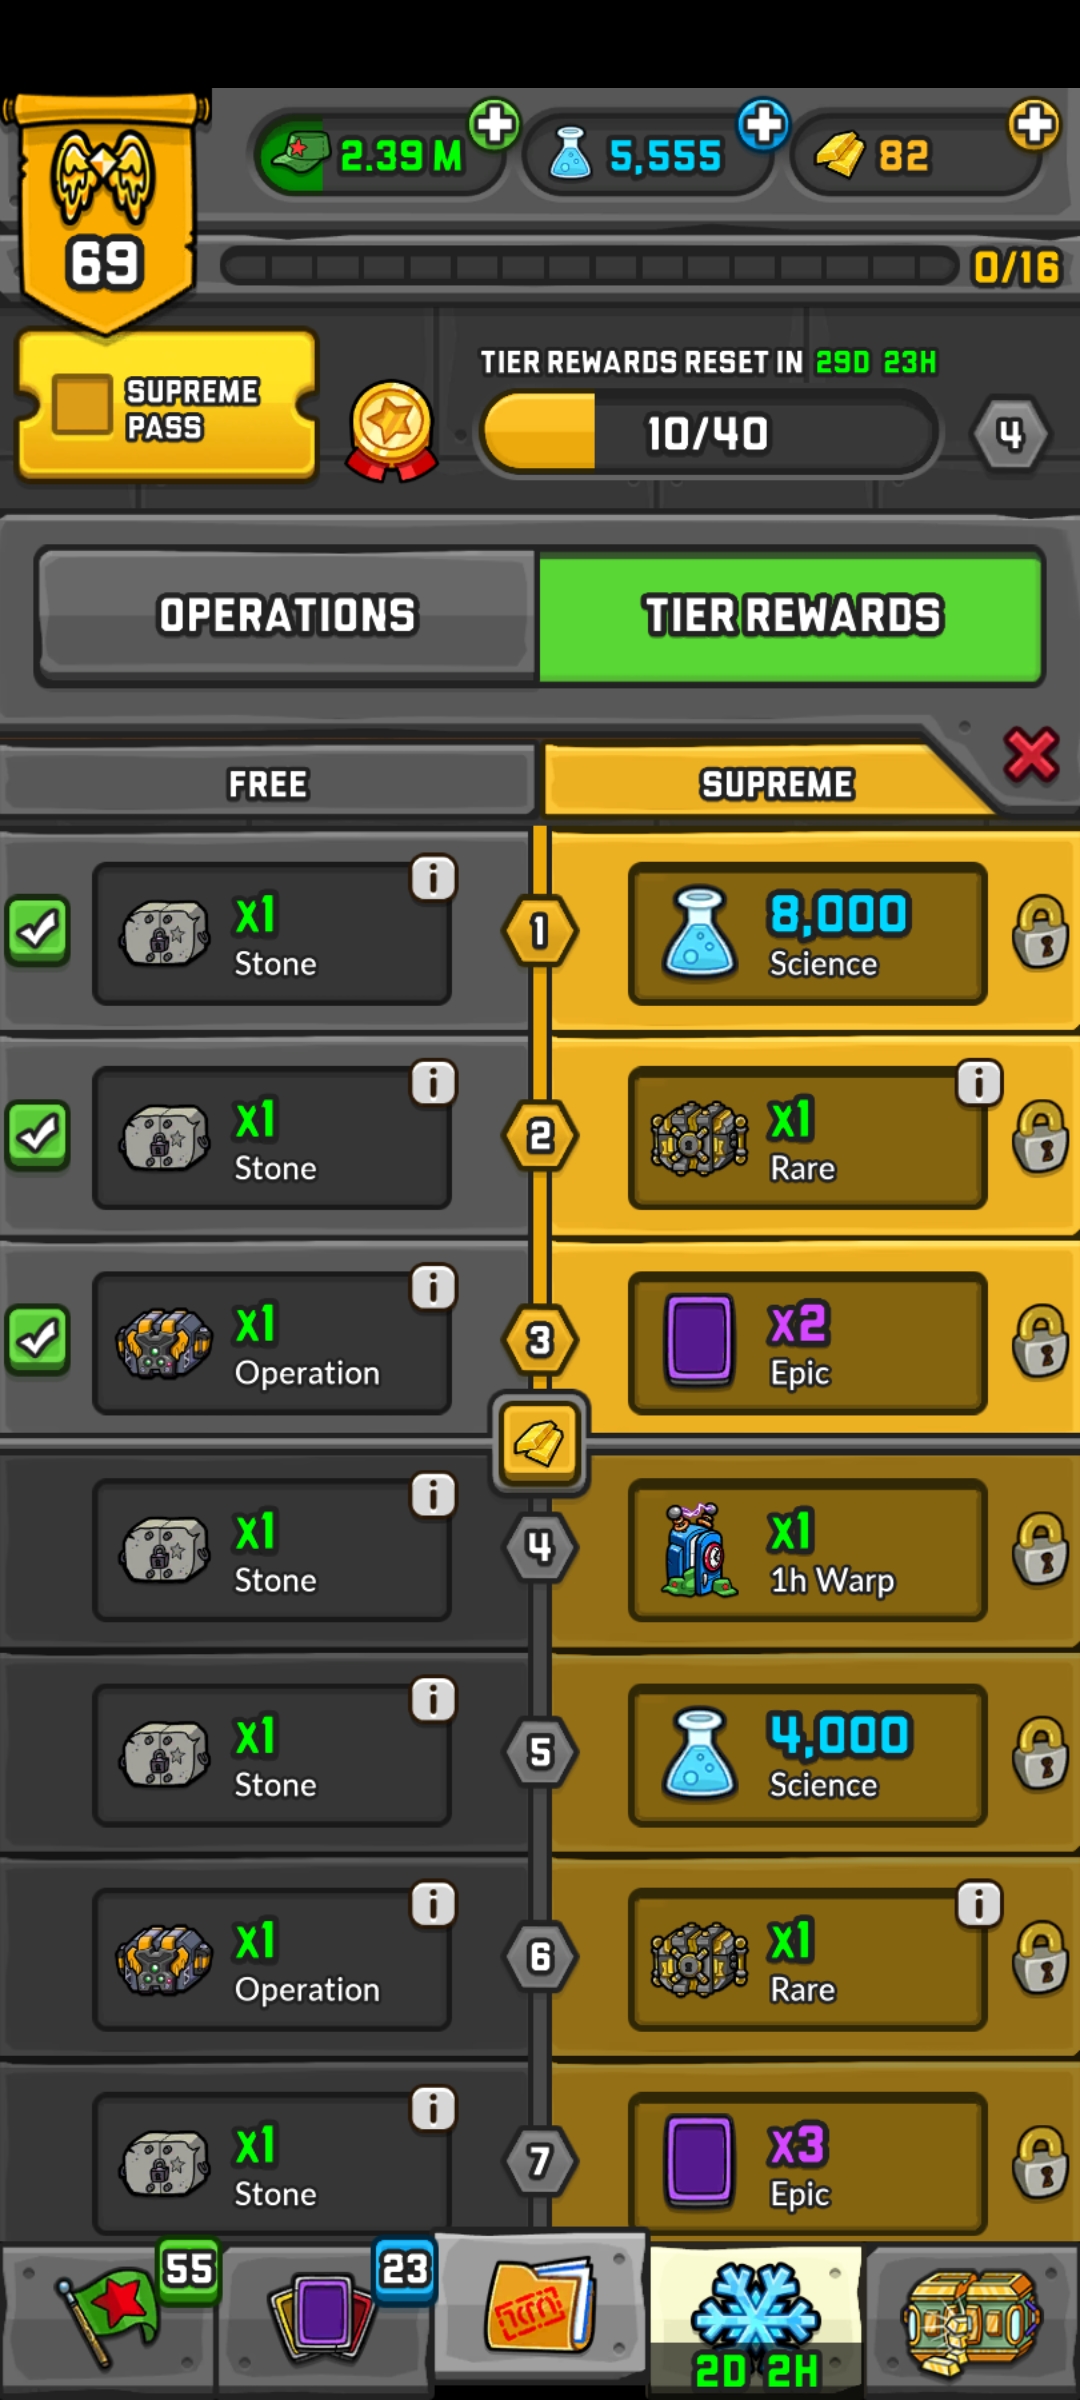 69
2.39 M
5,555
82
0/16
SUPREME
PASS
TIER REWARDS RESET IN 29D 23H
10/40
4
OPERATIONS
TIER REWARDS
FREE
SUPREME
X1
Stone
1
8,000
Science
X1
Stone
2
X1
Rare
X1
Operation
3
X2
Epic
X1
Stone
4
X1
1h Warp
X1
Stone
5
4,000
Science
X1
Operation
6
X1
Rare
X1
Stone
7
X3
Epic
55
23
2D 2H